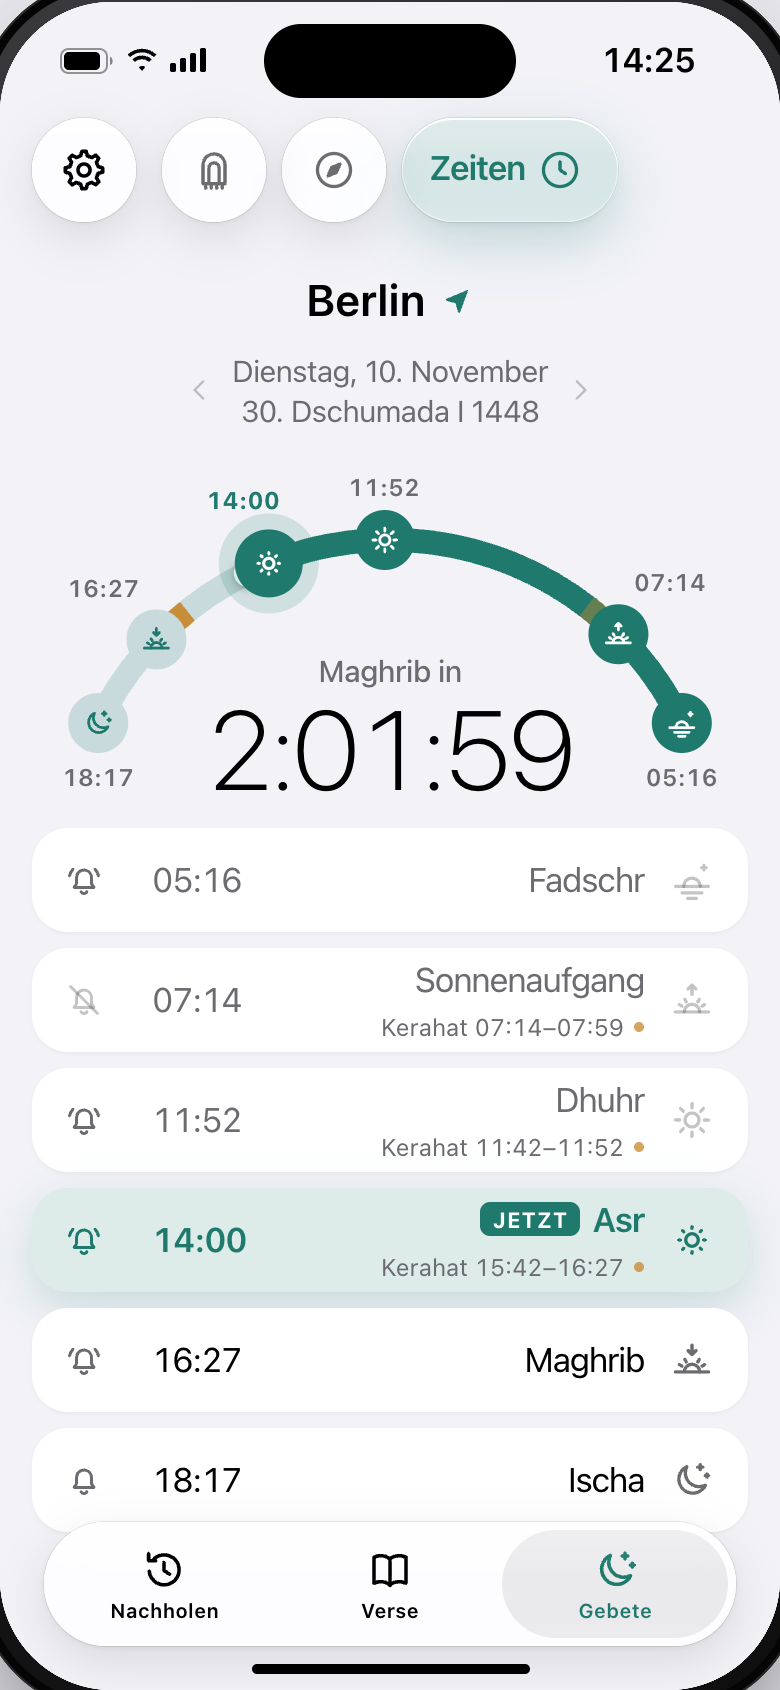 14:25
Zeiten
Berlin
Dienstag, 10. November
30. Dschumada I 1448
11:52
14:00
16:27
07:14
Maghrib in
2:01:59
18:17
05:16
05:16 Fadschr
07:14 Sonnenaufgang
Kerahat 07:14–07:59
11:52 Dhuhr
Kerahat 11:42–11:52
14:00 JETZT Asr
Kerahat 15:42–16:27
16:27 Maghrib
18:17 Ischa
Nachholen Verse Gebete